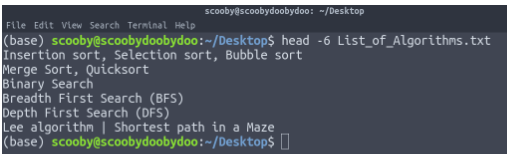 scooby@scoobydoobydoo: ~/Desktop
File Edit View Search Terminal Help
(base) scooby@scoobydoobydoo:~/Desktop$ head -6 List_of_Algorithms.txt
Insertion sort, Selection sort, Bubble sort
Merge Sort, Quicksort
Binary Search
Breadth First Search (BFS)
Depth First Search (DFS)
Lee algorithm | Shortest path in a Maze
(base) scooby@scoobydoobydoo:~/Desktop$